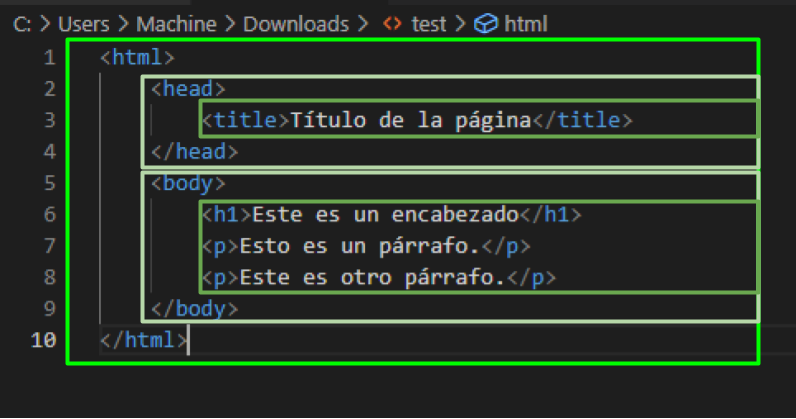 C: > Users > Machine > Downloads > <> test > html
1 <html>
2 <head>
3 <title>Título de la página</title>
4 </head>
5 <body>
6 <h1>Este es un encabezado</h1>
7 <p>Esto es un párrafo.</p>
8 <p>Este es otro párrafo.</p>
9 </body>
10 </html>